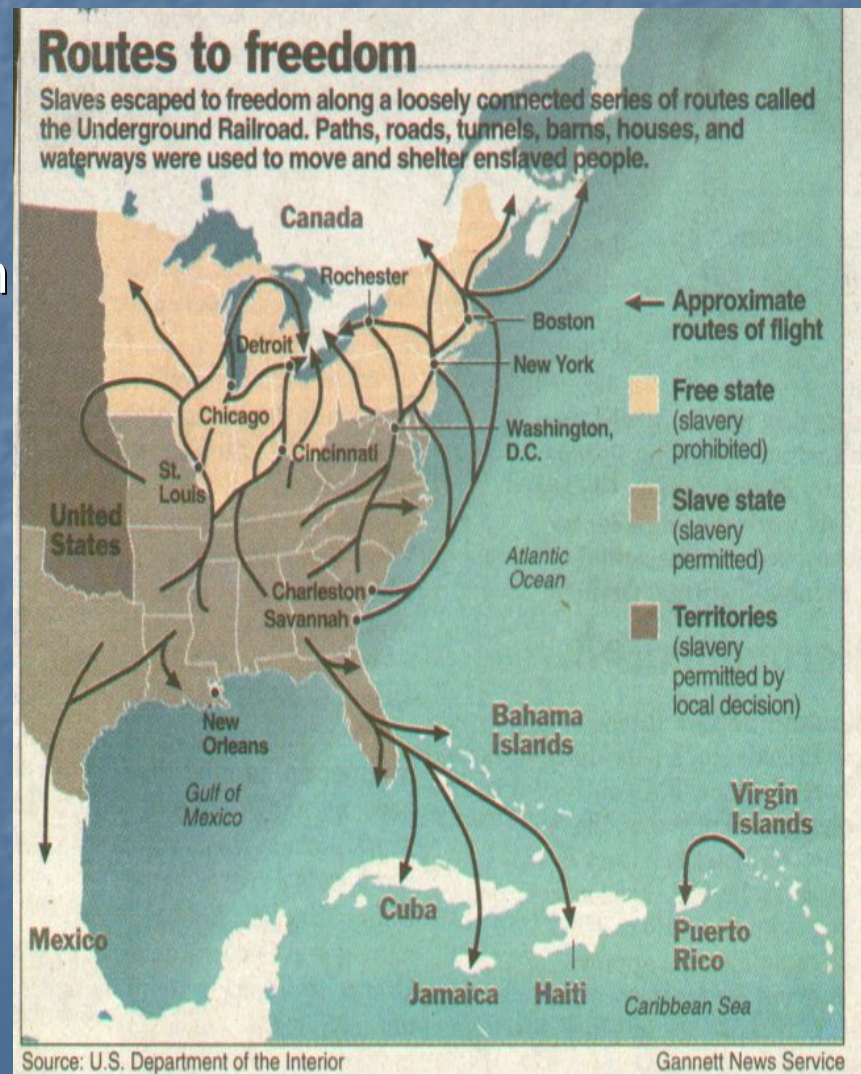 Routes to freedom
Slaves escaped to freedom along a loosely connected series of routes called
the Underground Railroad. Paths, roads, tunnels, barns, houses, and
waterways were used to move and shelter enslaved people.
Canada
Rochester
Detroit
Boston
New York
Chicago
Washington,
D.C.
Cincinnati
St.
Louis
United
States
Charleston
Savannah
Atlantic
Ocean
New
Orleans
Gulf of
Mexico
Bahama
Islands
Virgin
Islands
Mexico
Cuba
Jamaica
Haiti
Puerto
Rico
Caribbean Sea
Approximate
routes of flight
Free state
(slavery
prohibited)
Slave state
(slavery
permitted)
Territories
(slavery
permitted by
local decision)
Source: U.S. Department of the Interior
Gannett News Service